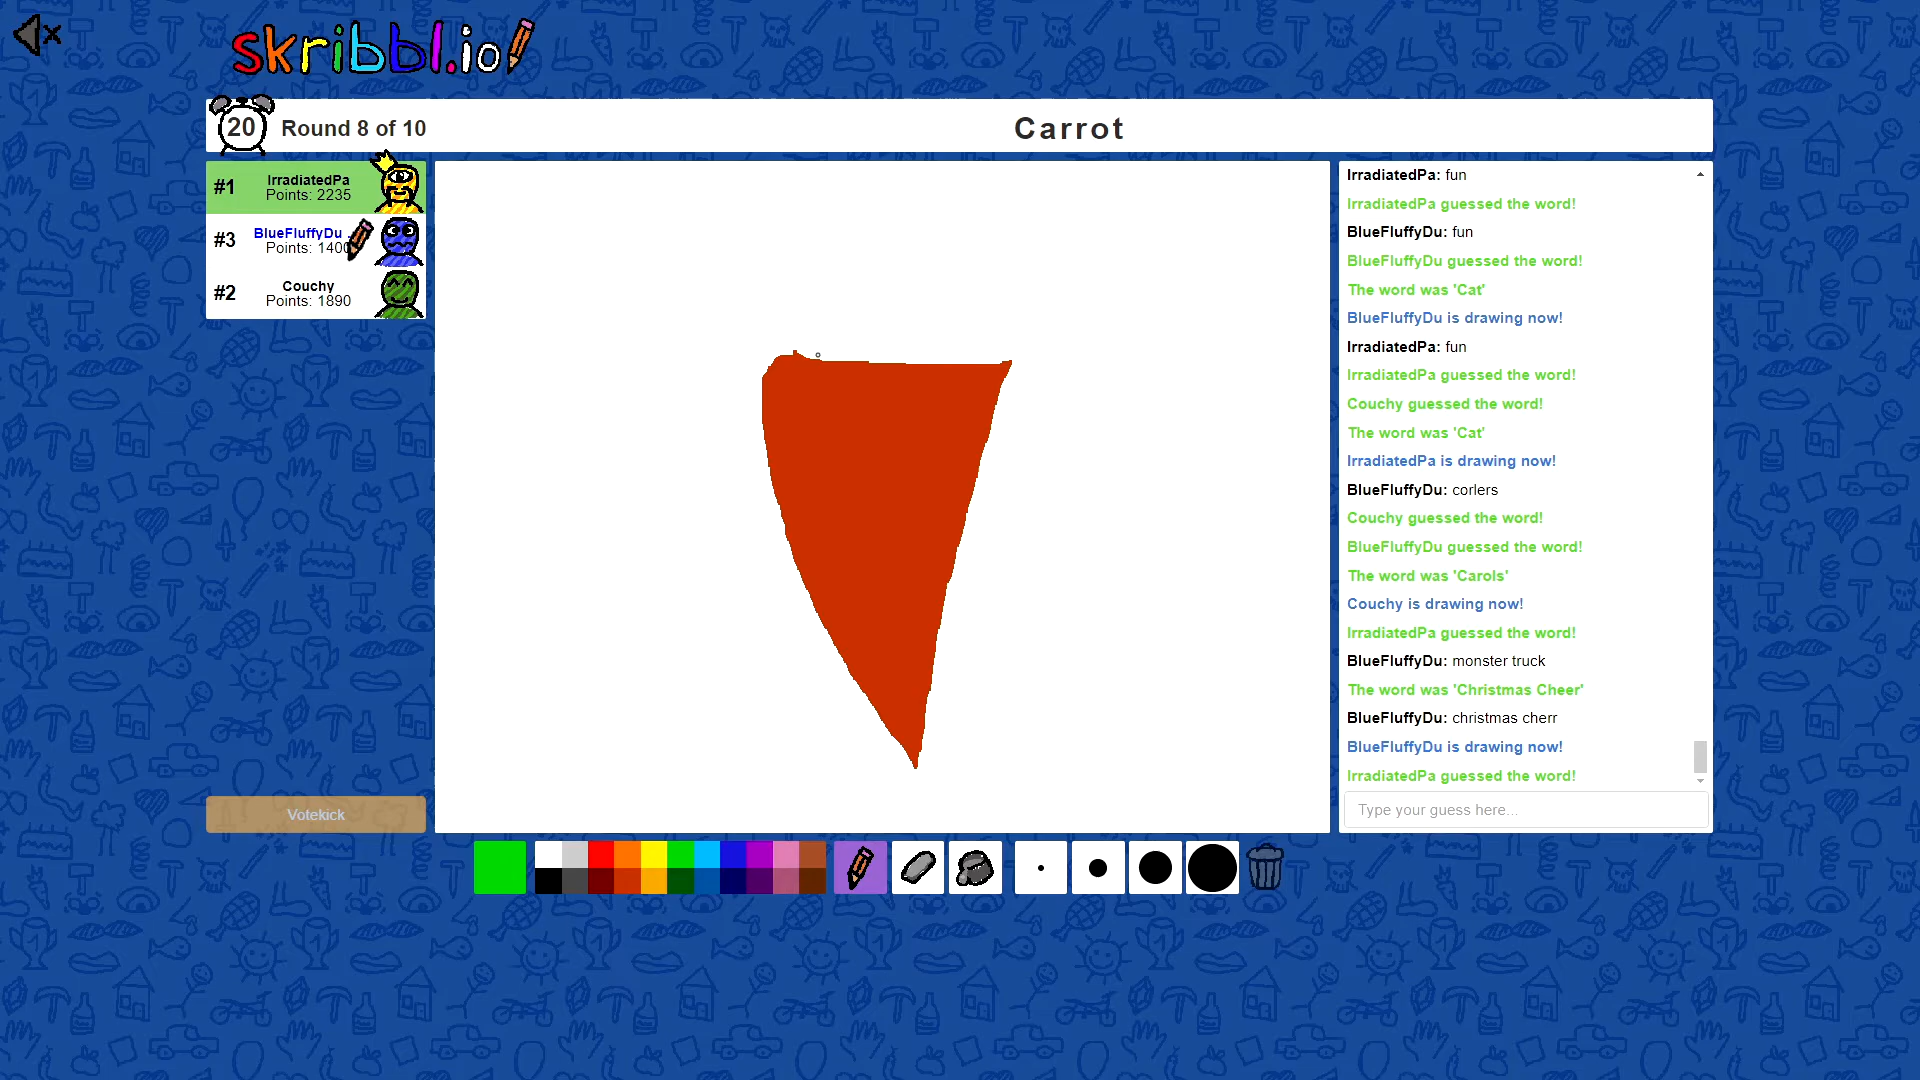 skribbl.io
20
Round 8 of 10
Carrot
#1
IrradiatedPa
Points: 2235
#3
BlueFluffyDu
Points: 1400
#2
Couchy
Points: 1890
Votekick
IrradiatedPa: fun
IrradiatedPa guessed the word!
BlueFluffyDu: fun
BlueFluffyDu guessed the word!
The word was 'Cat'
BlueFluffyDu is drawing now!
IrradiatedPa: fun
IrradiatedPa guessed the word!
Couchy guessed the word!
The word was 'Cat'
IrradiatedPa is drawing now!
BlueFluffyDu: corlers
Couchy guessed the word!
BlueFluffyDu guessed the word!
The word was 'Carols'
Couchy is drawing now!
IrradiatedPa guessed the word!
BlueFluffyDu: monster truck
The word was 'Christmas Cheer'
BlueFluffyDu: christmas cherr
BlueFluffyDu is drawing now!
IrradiatedPa guessed the word!
Type your guess here...